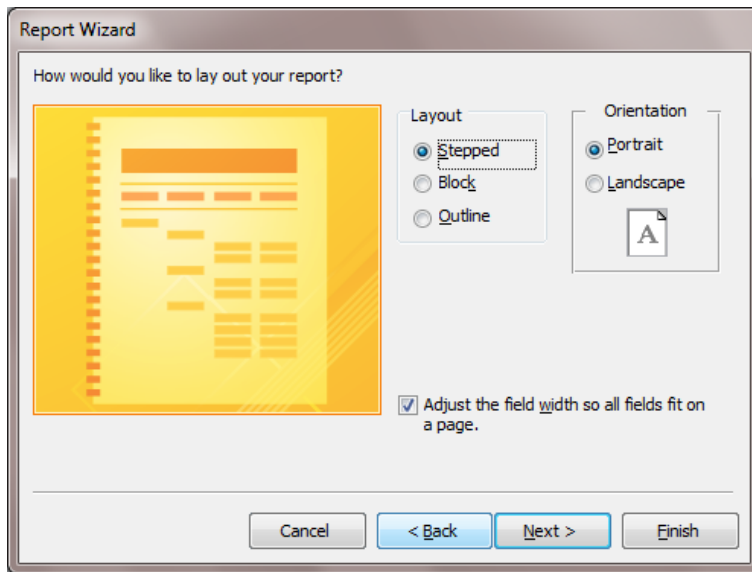 Report Wizard
How would you like to lay out your report?
Layout
Stepped
Block
Outline
Orientation
Portrait
Landscape
A
Adjust the field width so all fields fit on
a page.
Cancel
< Back
Next >
Finish